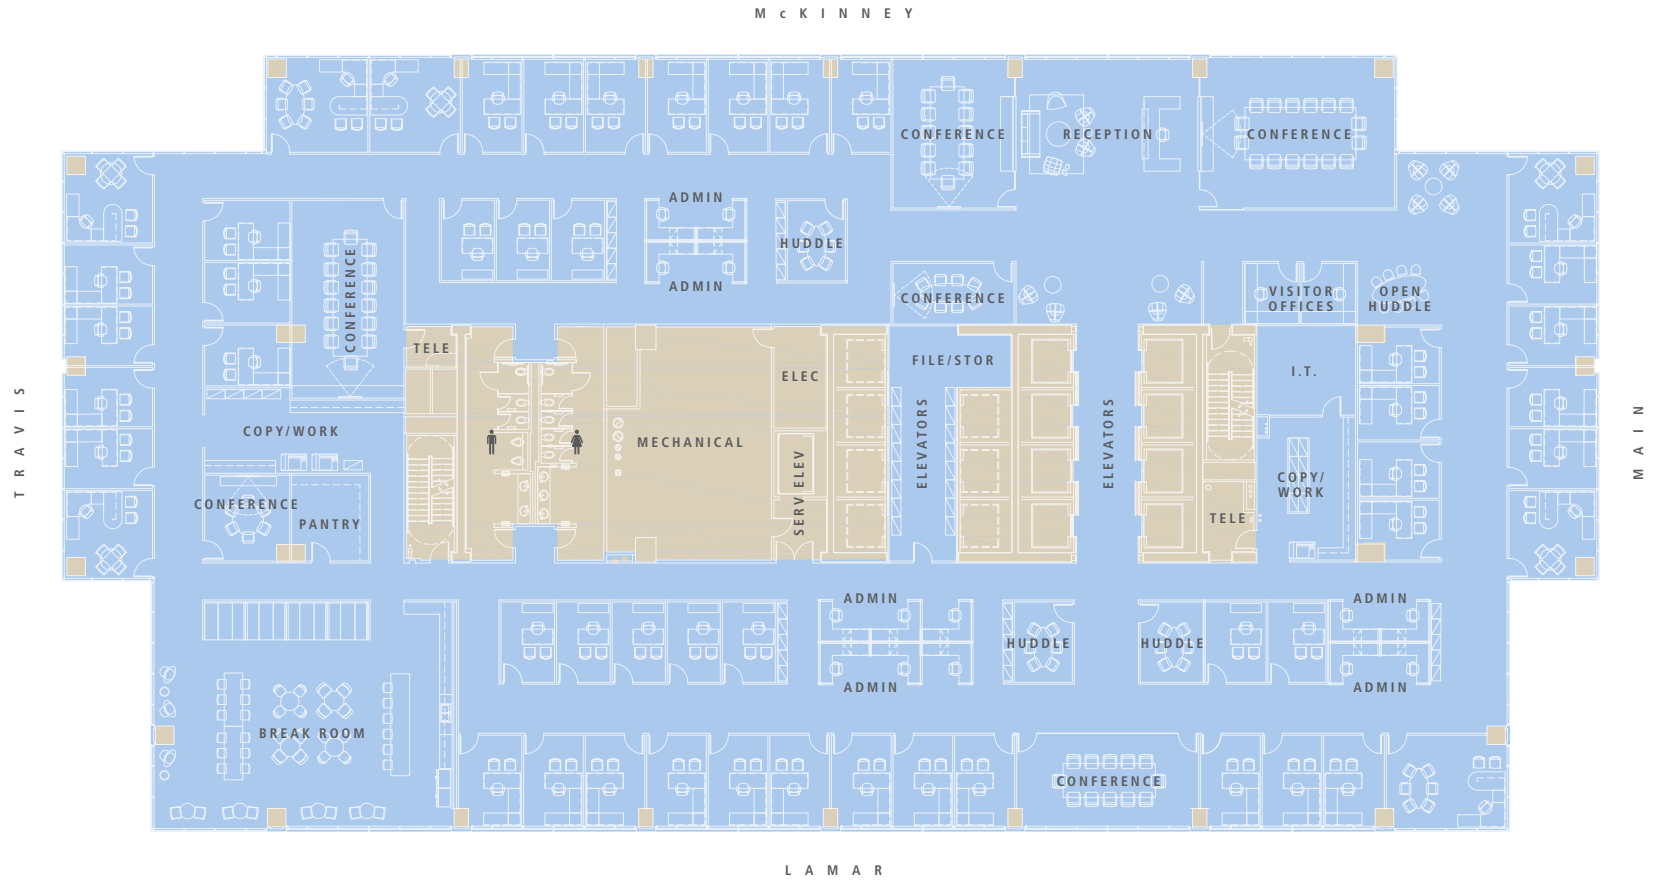 McKINNEY
CONFERENCE
RECEPTION
CONFERENCE
ADMIN
HUDDLE
ADMIN
CONFERENCE
CONFERENCE
VISITOR
OFFICES
OPEN
HUDDLE
TELE
ELEC
FILE/STOR
I.T.
TRAVIS
COPY/WORK
MECHANICAL
ELEVATORS
ELEVATORS
MAIN
CONFERENCE
PANTRY
SERV ELEV
COPY/
WORK
TELE
ADMIN
ADMIN
HUDDLE
HUDDLE
ADMIN
ADMIN
BREAK ROOM
CONFERENCE
LAMAR